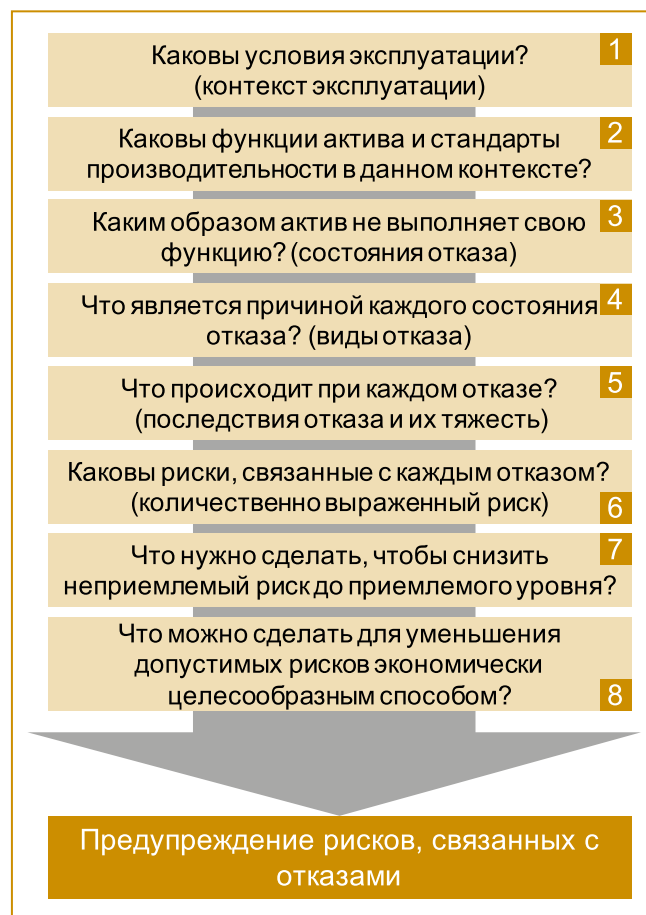 Каковы условия эксплуатации?
(контекст эксплуатации)
1
Каковы функции актива и стандарты
производительности в данном контексте?
2
Каким образом актив не выполняет свою
функцию? (состояния отказа)
3
Что является причиной каждого состояния
отказа? (виды отказа)
4
Что происходит при каждом отказе?
(последствия отказа и их тяжесть)
5
Каковы риски, связанные с каждым отказом?
(количественно выраженный риск)
6
Что нужно сделать, чтобы снизить
неприемлемый риск до приемлемого уровня?
7
Что можно сделать для уменьшения
допустимых рисков экономически
целесообразным способом?
8
Предупреждение рисков, связанных с
отказами